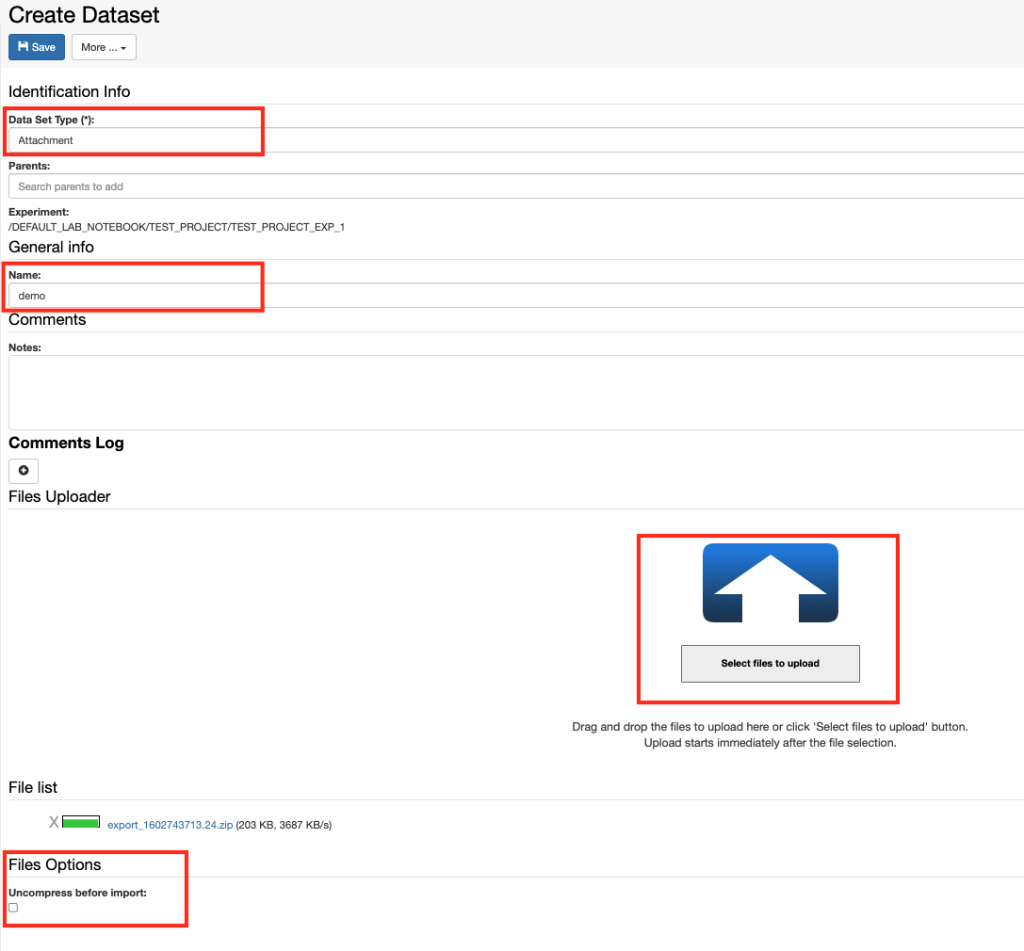 Create Dataset
Save More ...
Identification Info
Data Set Type (*):
Attachment
Parents:
Search parents to add
Experiment:
/DEFAULT_LAB_NOTEBOOK/TEST_PROJECT/TEST_PROJECT_EXP_1
General info
Name:
demo
Comments
Notes:
Comments Log
Files Uploader
Select files to upload
Drag and drop the files to upload here or click 'Select files to upload' button.
Upload starts immediately after the file selection.
File list
X export_1602743713.24.zip (203 KB, 3687 KB/s)
Files Options
Uncompress before import: